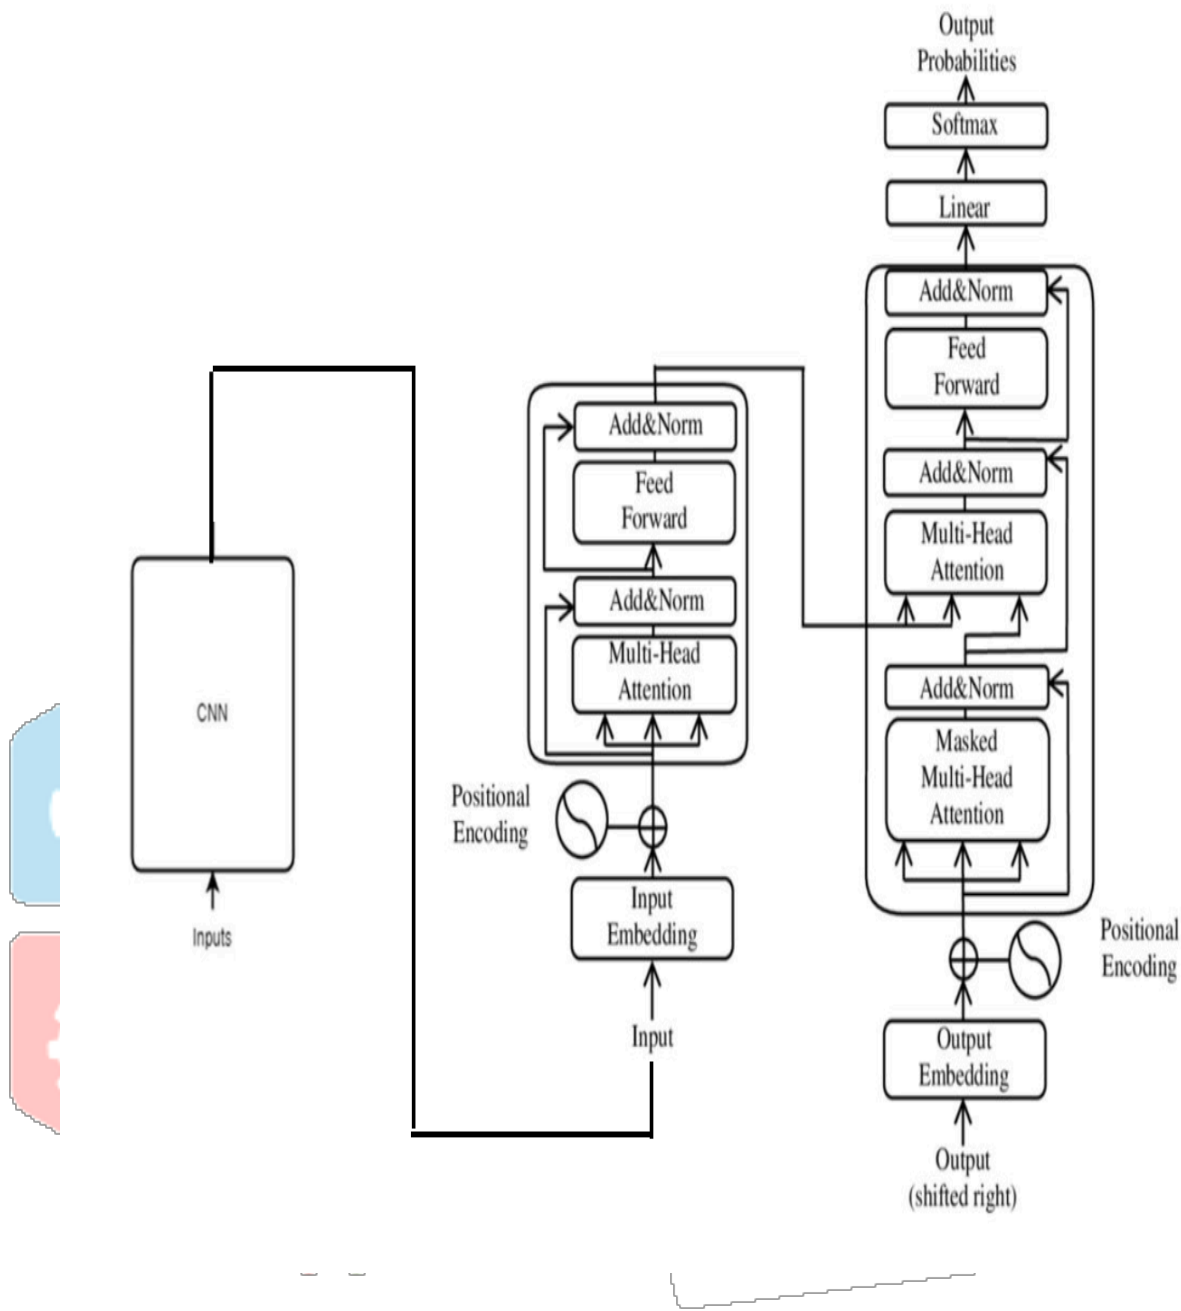 Inputs
CNN
Input
Input
Embedding
Positional
Encoding
Multi-Head
Attention
Add&Norm
Feed
Forward
Add&Norm
Output
(shifted right)
Output
Embedding
Positional
Encoding
Masked
Multi-Head
Attention
Add&Norm
Multi-Head
Attention
Add&Norm
Feed
Forward
Add&Norm
Linear
Softmax
Output
Probabilities